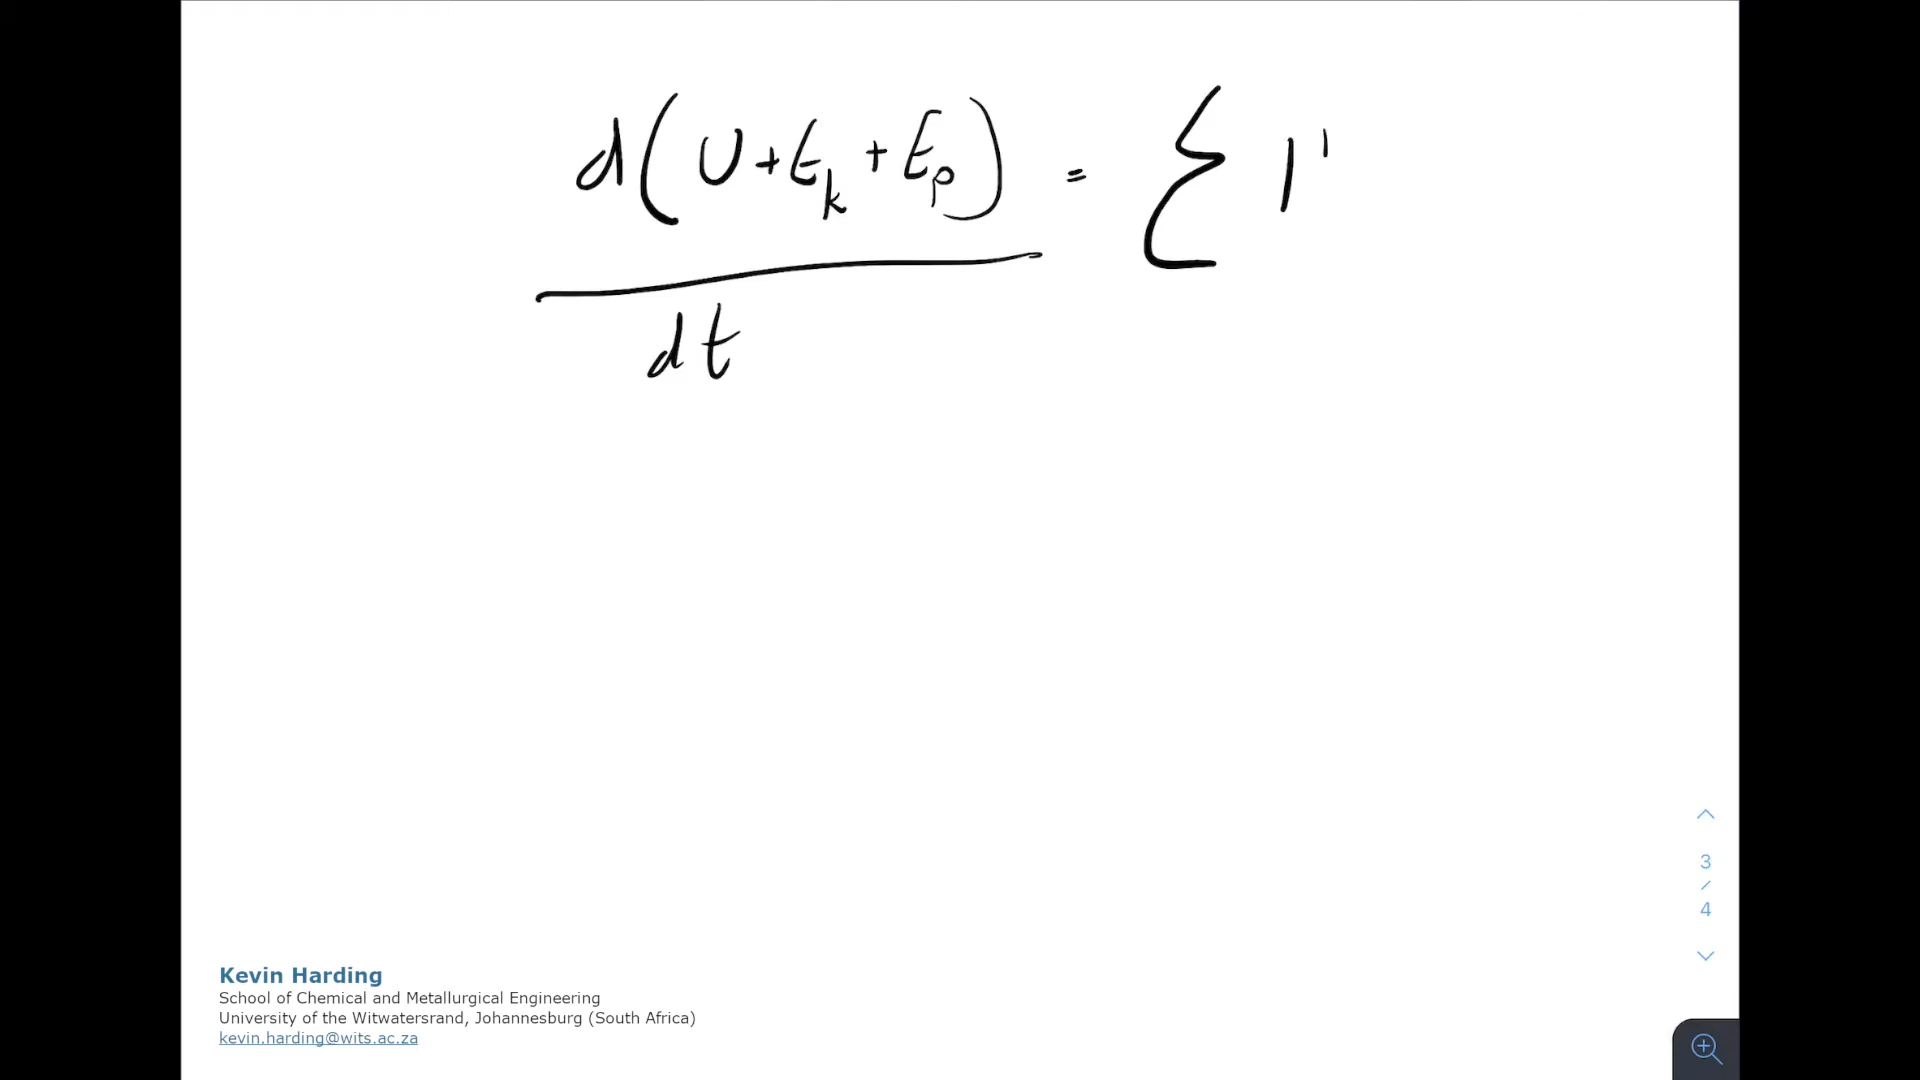 d(U+Ek+Ep) = Σ
dt
3
/
4
Kevin Harding
School of Chemical and Metallurgical Engineering
University of the Witwatersrand, Johannesburg (South Africa)
kevin.harding@wits.ac.za